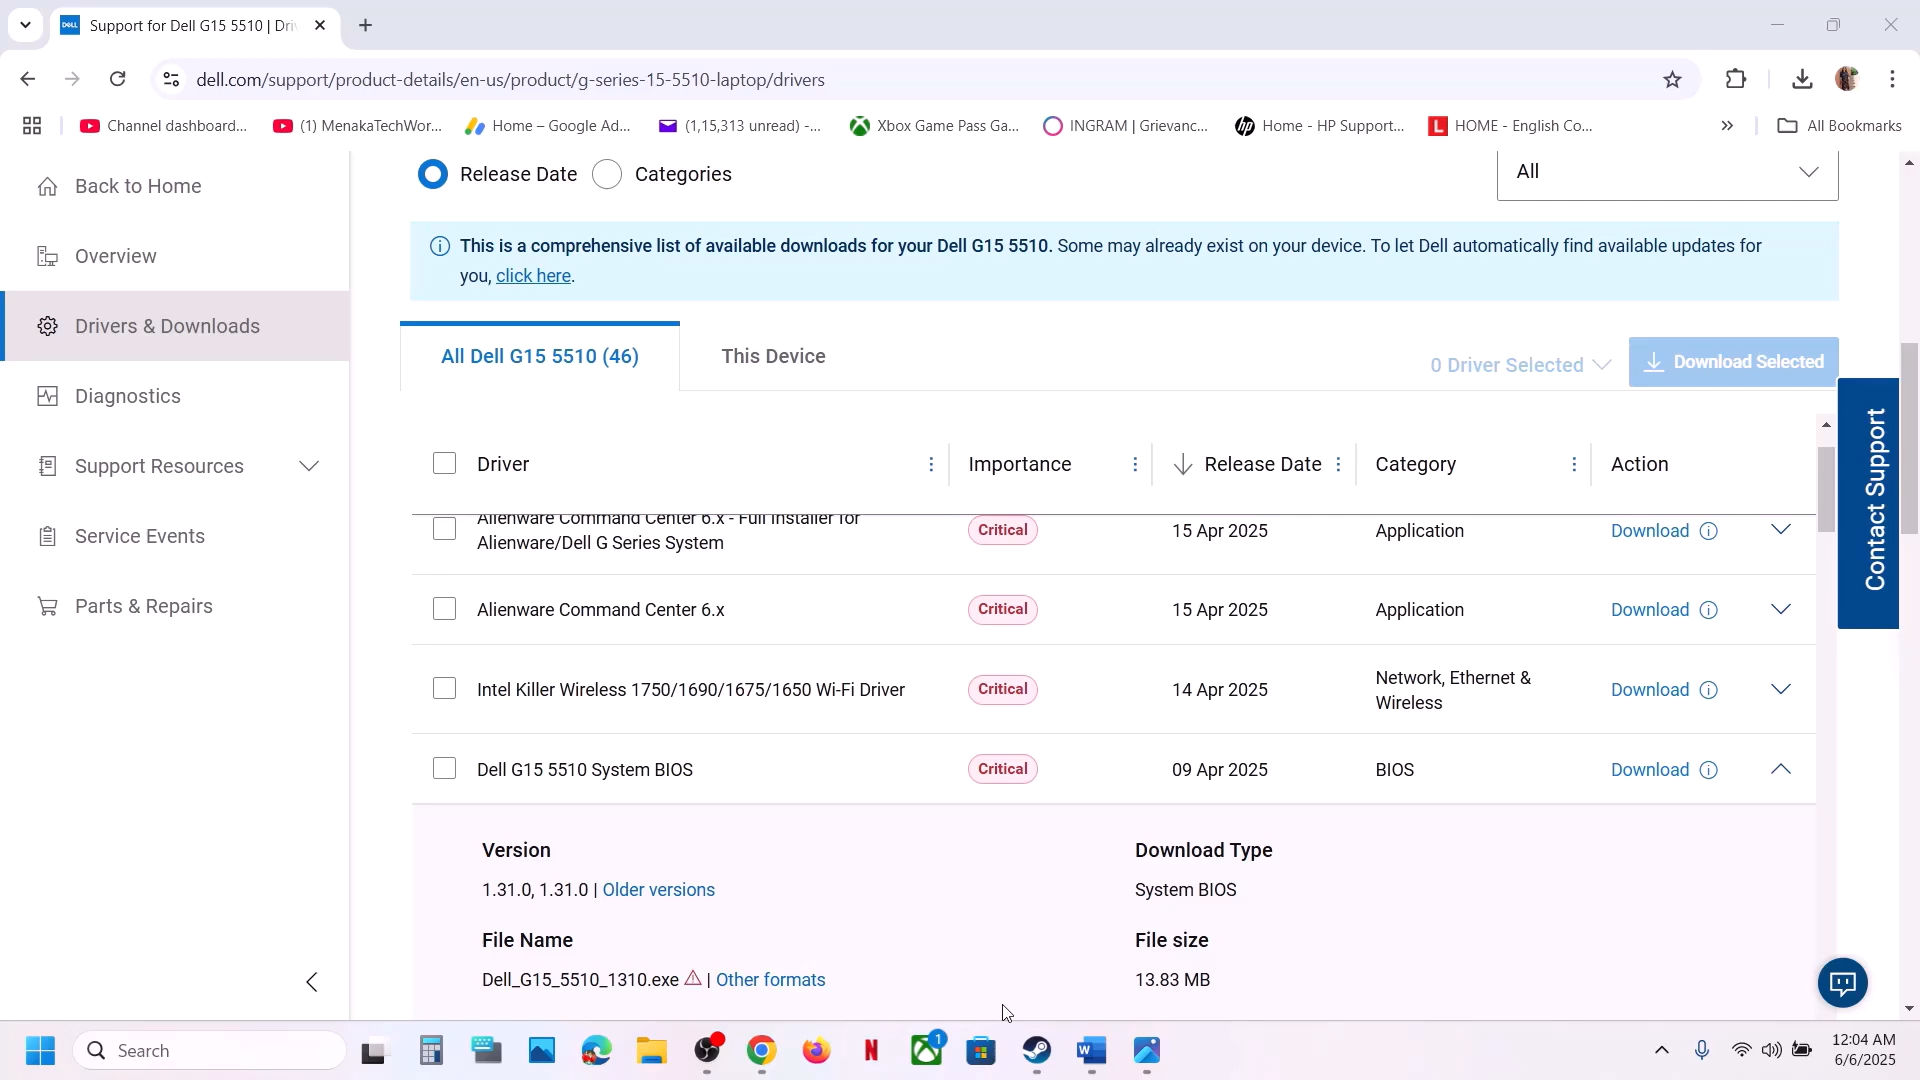 Support for Dell G15 5510 | Dri
dell.com/support/product-details/en-us/product/g-series-15-5510-laptop/drivers
Channel dashboard...
(1) MenakaTechWor...
Home – Google Ad...
(1,15,313 unread) -...
Xbox Game Pass Ga...
INGRAM | Grievanc...
Home - HP Support...
HOME - English Co...
All Bookmarks
Back to Home
Overview
Drivers & Downloads
Diagnostics
Support Resources
Service Events
Parts & Repairs
Release Date
Categories
All
This is a comprehensive list of available downloads for your Dell G15 5510. Some may already exist on your device. To let Dell automatically find available updates for
you, click here.
All Dell G15 5510 (46)
This Device
0 Driver Selected
Download Selected
Contact Support
Driver
Importance
Release Date
Category
Action
Alienware Command Center 6.x - Full Installer for
Alienware/Dell G Series System
Critical
15 Apr 2025
Application
Download
Alienware Command Center 6.x
Critical
15 Apr 2025
Application
Download
Intel Killer Wireless 1750/1690/1675/1650 Wi-Fi Driver
Critical
14 Apr 2025
Network, Ethernet &
Wireless
Download
Dell G15 5510 System BIOS
Critical
09 Apr 2025
BIOS
Download
Version
1.31.0, 1.31.0 | Older versions
Download Type
System BIOS
File Name
Dell_G15_5510_1310.exe | Other formats
File size
13.83 MB
Search
1
12:04 AM
6/6/2025